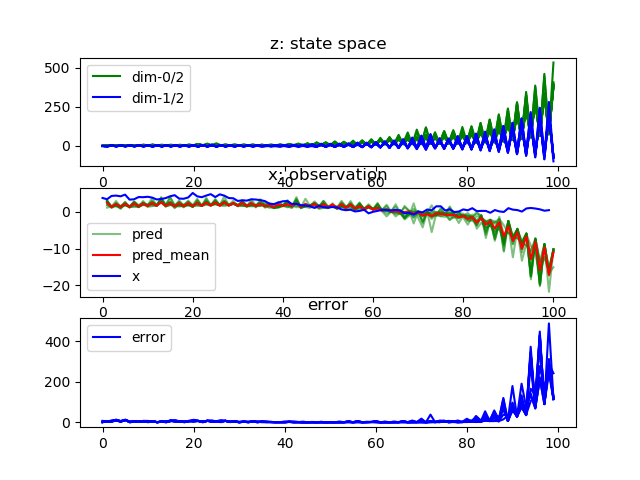 z: state space
500
250
0
dim-0/2
dim-1/2
0 20 40 60 80 100
x: observation
0
−10
−20
pred
pred_mean
x
0 20 40 60 80 100
error
400
200
0
error
0 20 40 60 80 100